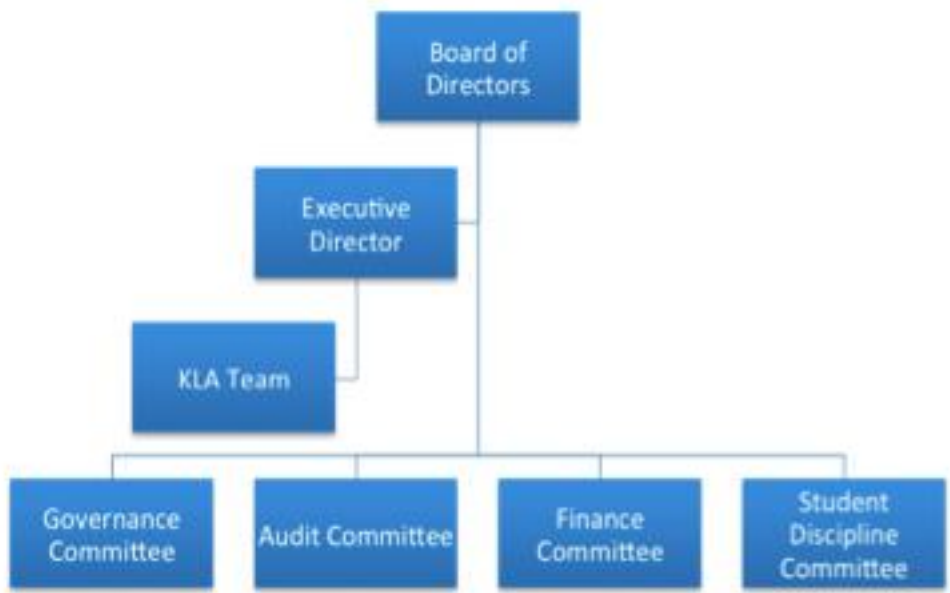 Board of
Directors
Executive
Director
KLA Team
Governance
Committee
Audit Committee
Finance
Committee
Student
Discipline
Committee